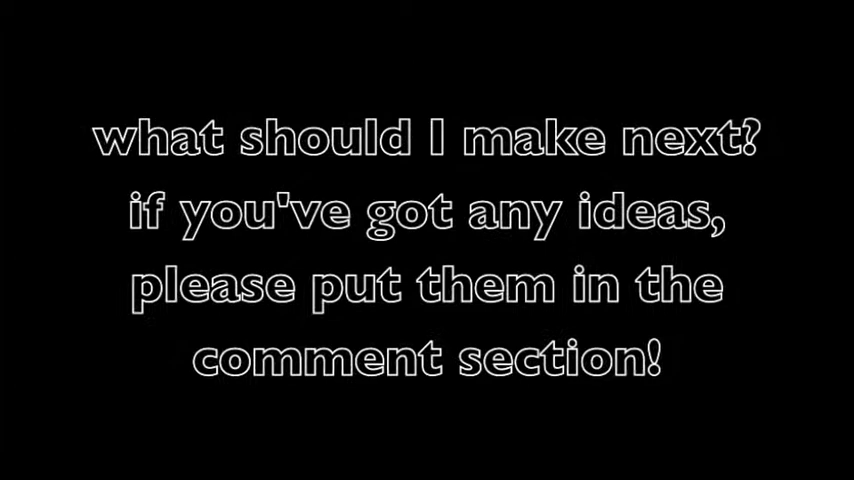 what should I make next?
if you've got any ideas,
please put them in the
comment section!